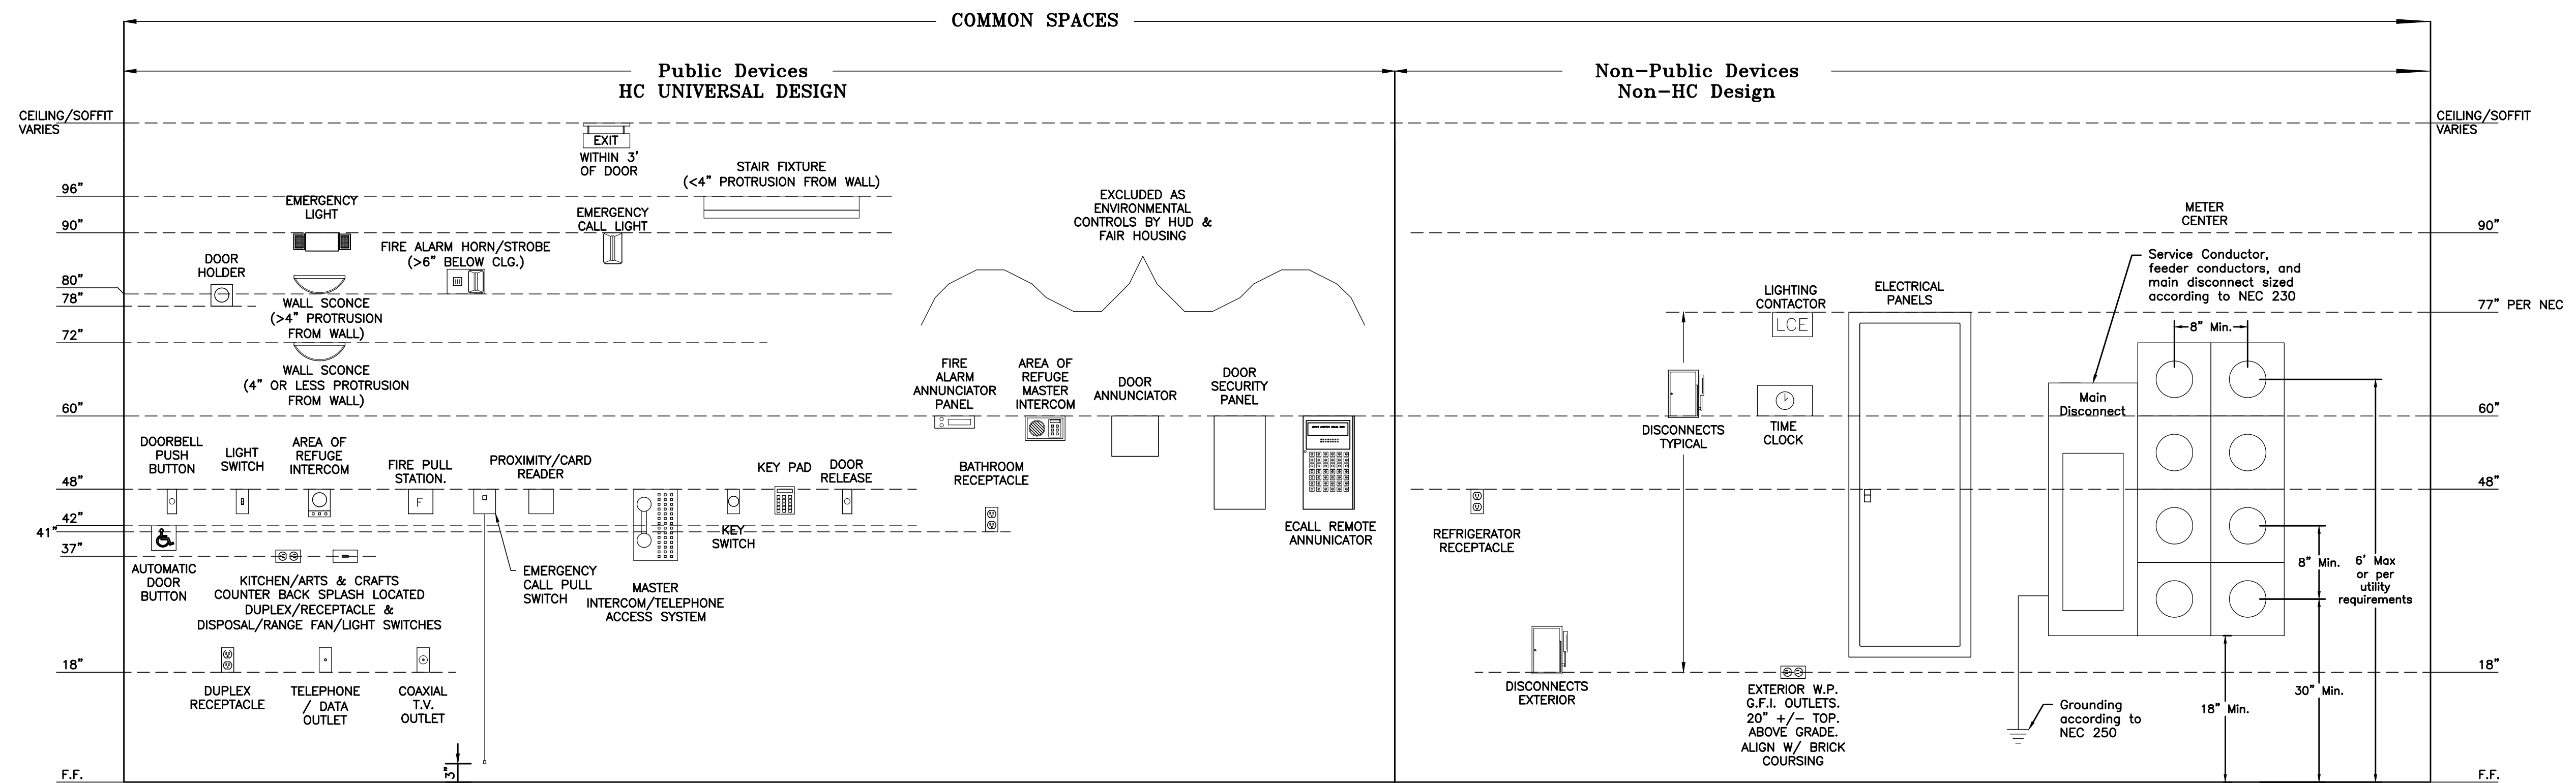 COMMON SPACES
Public Devices
HC UNIVERSAL DESIGN
Non-Public Devices
Non-HC Design
CEILING/SOFFIT
VARIES
96"
90"
80"
78"
72"
60"
48"
42"
41"
37"
18"
F.F.
EXIT
WITHIN 3'
OF DOOR
STAIR FIXTURE
(<4" PROTRUSION FROM WALL)
EMERGENCY
LIGHT
EMERGENCY
CALL LIGHT
FIRE ALARM HORN/STROBE
(>6" BELOW CLG.)
DOOR
HOLDER
WALL SCONCE
(>4" PROTRUSION
FROM WALL)
WALL SCONCE
(4" OR LESS PROTRUSION
FROM WALL)
EXCLUDED AS
ENVIRONMENTAL
CONTROLS BY HUD &
FAIR HOUSING
FIRE
ALARM
ANNUNCIATOR
PANEL
AREA OF
REFUGE
MASTER
INTERCOM
DOOR
ANNUNCIATOR
DOOR
SECURITY
PANEL
ECALL REMOTE
ANNUNICATOR
DOORBELL
PUSH
BUTTON
LIGHT
SWITCH
AREA OF
REFUGE
INTERCOM
FIRE PULL
STATION.
F
PROXIMITY/CARD
READER
KEY PAD
DOOR
RELEASE
BATHROOM
RECEPTACLE
KEY
SWITCH
AUTOMATIC
DOOR
BUTTON
KITCHEN/ARTS & CRAFTS
COUNTER BACK SPLASH LOCATED
DUPLEX/RECEPTACLE &
DISPOSAL/RANGE FAN/LIGHT SWITCHES
EMERGENCY
CALL PULL
SWITCH
MASTER
INTERCOM/TELEPHONE
ACCESS SYSTEM
DUPLEX
RECEPTACLE
TELEPHONE
/ DATA
OUTLET
COAXIAL
T.V.
OUTLET
3"
LIGHTING
CONTACTOR
LCE
ELECTRICAL
PANELS
METER
CENTER
Service Conductor,
feeder conductors, and
main disconnect sized
according to NEC 230
8" Min.
DISCONNECTS
TYPICAL
TIME
CLOCK
Main
Disconnect
REFRIGERATOR
RECEPTACLE
8" Min.
6' Max
or per
utility
requirements
DISCONNECTS
EXTERIOR
EXTERIOR W.P.
G.F.I. OUTLETS.
20" +/- TOP.
ABOVE GRADE.
ALIGN W/ BRICK
COURSING
Grounding
according to
NEC 250
18" Min.
30" Min.
CEILING/SOFFIT
VARIES
90"
77" PER NEC
60"
48"
18"
F.F.